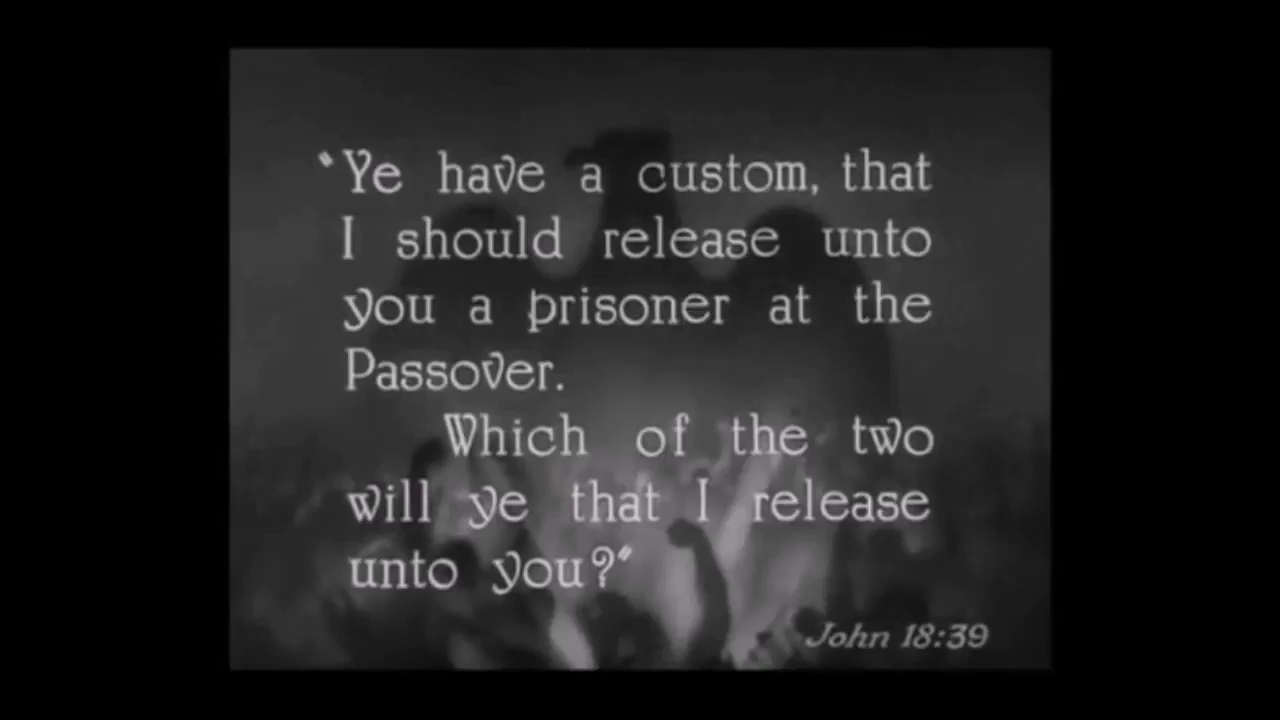 "Ye have a custom, that
I should release unto
you a prisoner at the
Passover.
Which of the two
will ye that I release
unto you?"
John 18:39